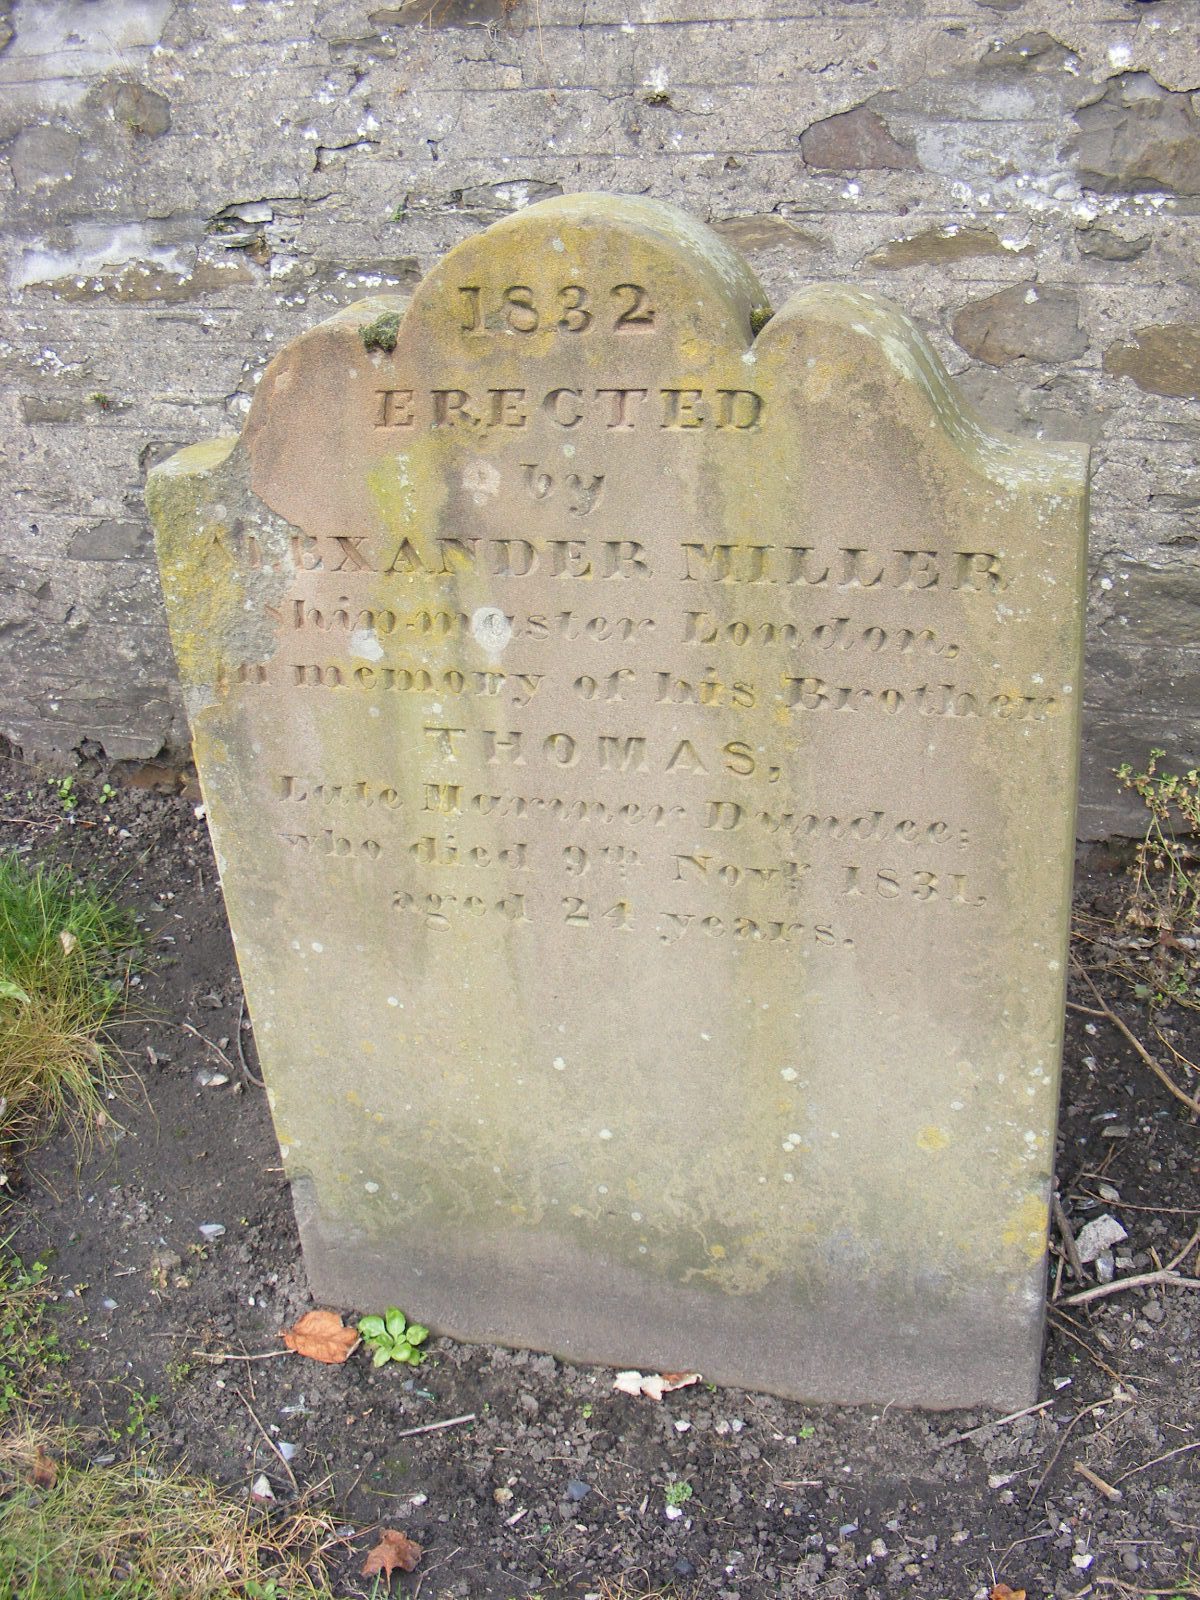 1832
ERECTED
by
ALEXANDER MILLER
Ship-master London,
In memory of his Brother
THOMAS,
Late Mariner Dundee;
who died 9th Novr. 1831,
aged 24 years.